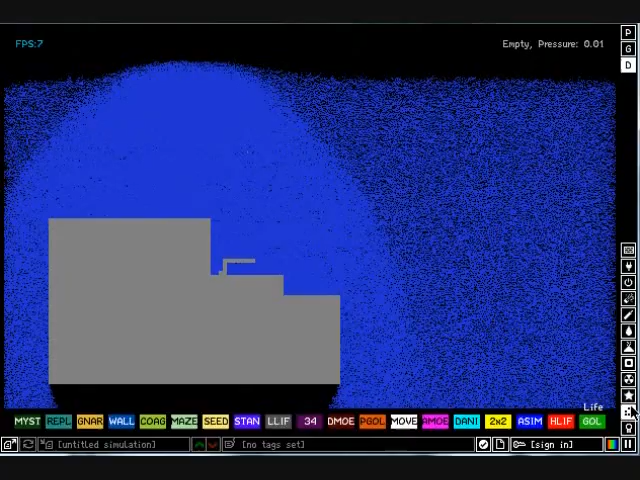 P
FPS:7
Empty, Pressure: 0.01
G
D
Life
MYST REPL GNAR WALL COAG MAZE SEED STAN LLIF 34 DMOE PGOL MOVE AMOE DANI 2x2 ASIM HLIF GOL
[untitled simulation] [no tags set] [sign in]